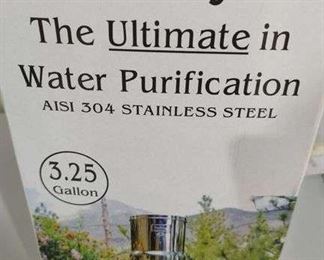 The Ultimate in
Water Purification
AISI 304 STAINLESS STEEL
3.25
Gallon